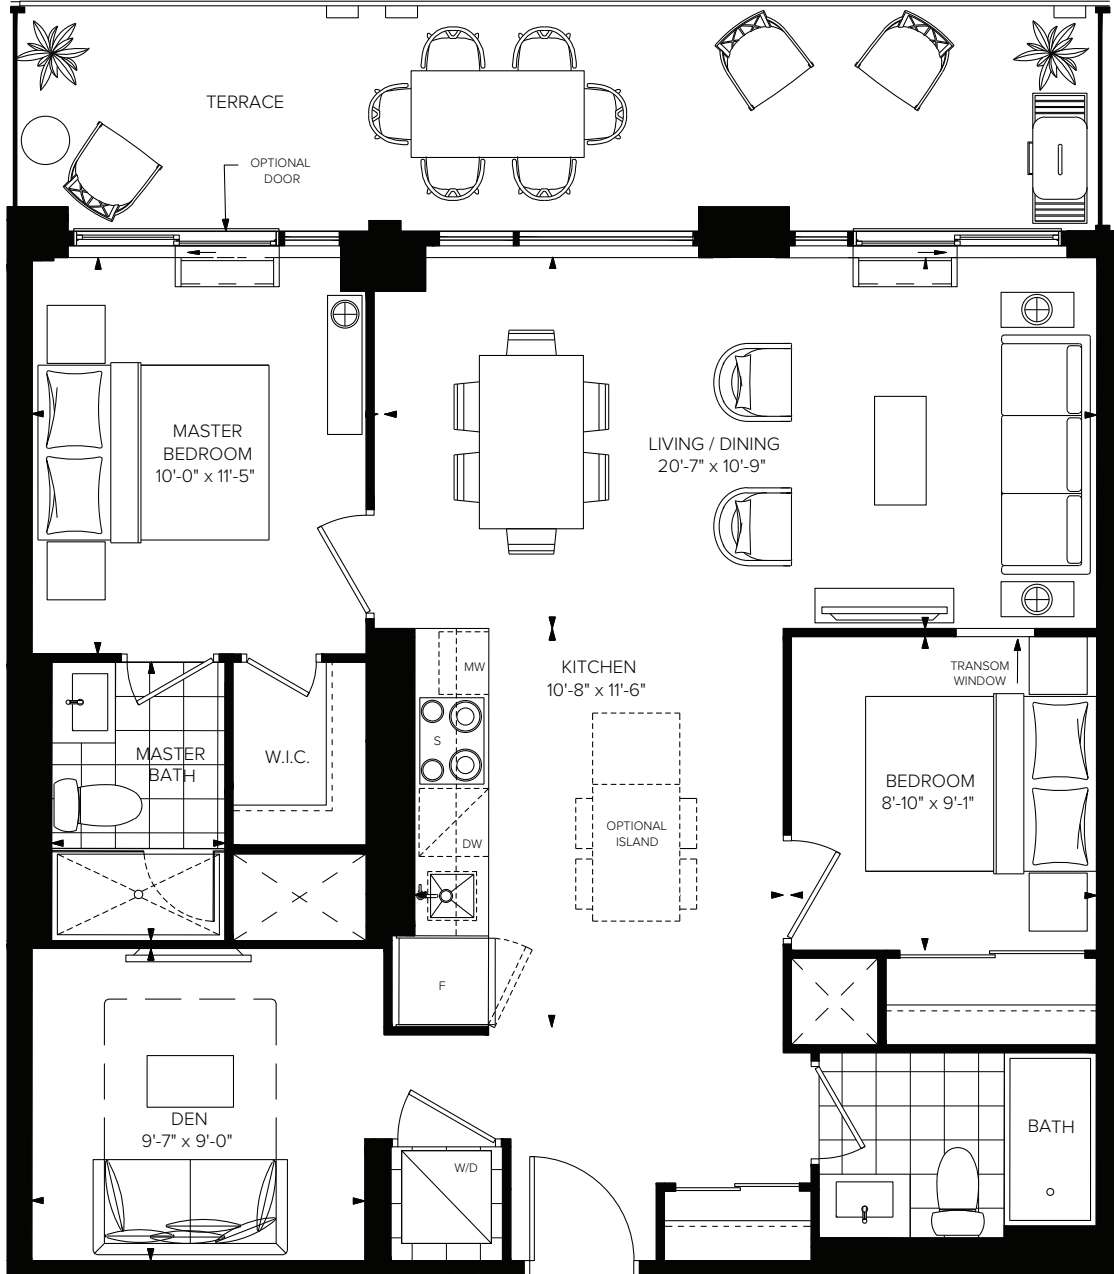 TERRACE
OPTIONAL
DOOR
MASTER
BEDROOM
10'-0" x 11'-5"
LIVING / DINING
20'-7" x 10'-9"
MW
KITCHEN
10'-8" x 11'-6"
TRANSOM
WINDOW
S
MASTER
BATH
W.I.C.
BEDROOM
8'-10" x 9'-1"
OPTIONAL
ISLAND
DW
F
DEN
9'-7" x 9'-0"
W/D
BATH